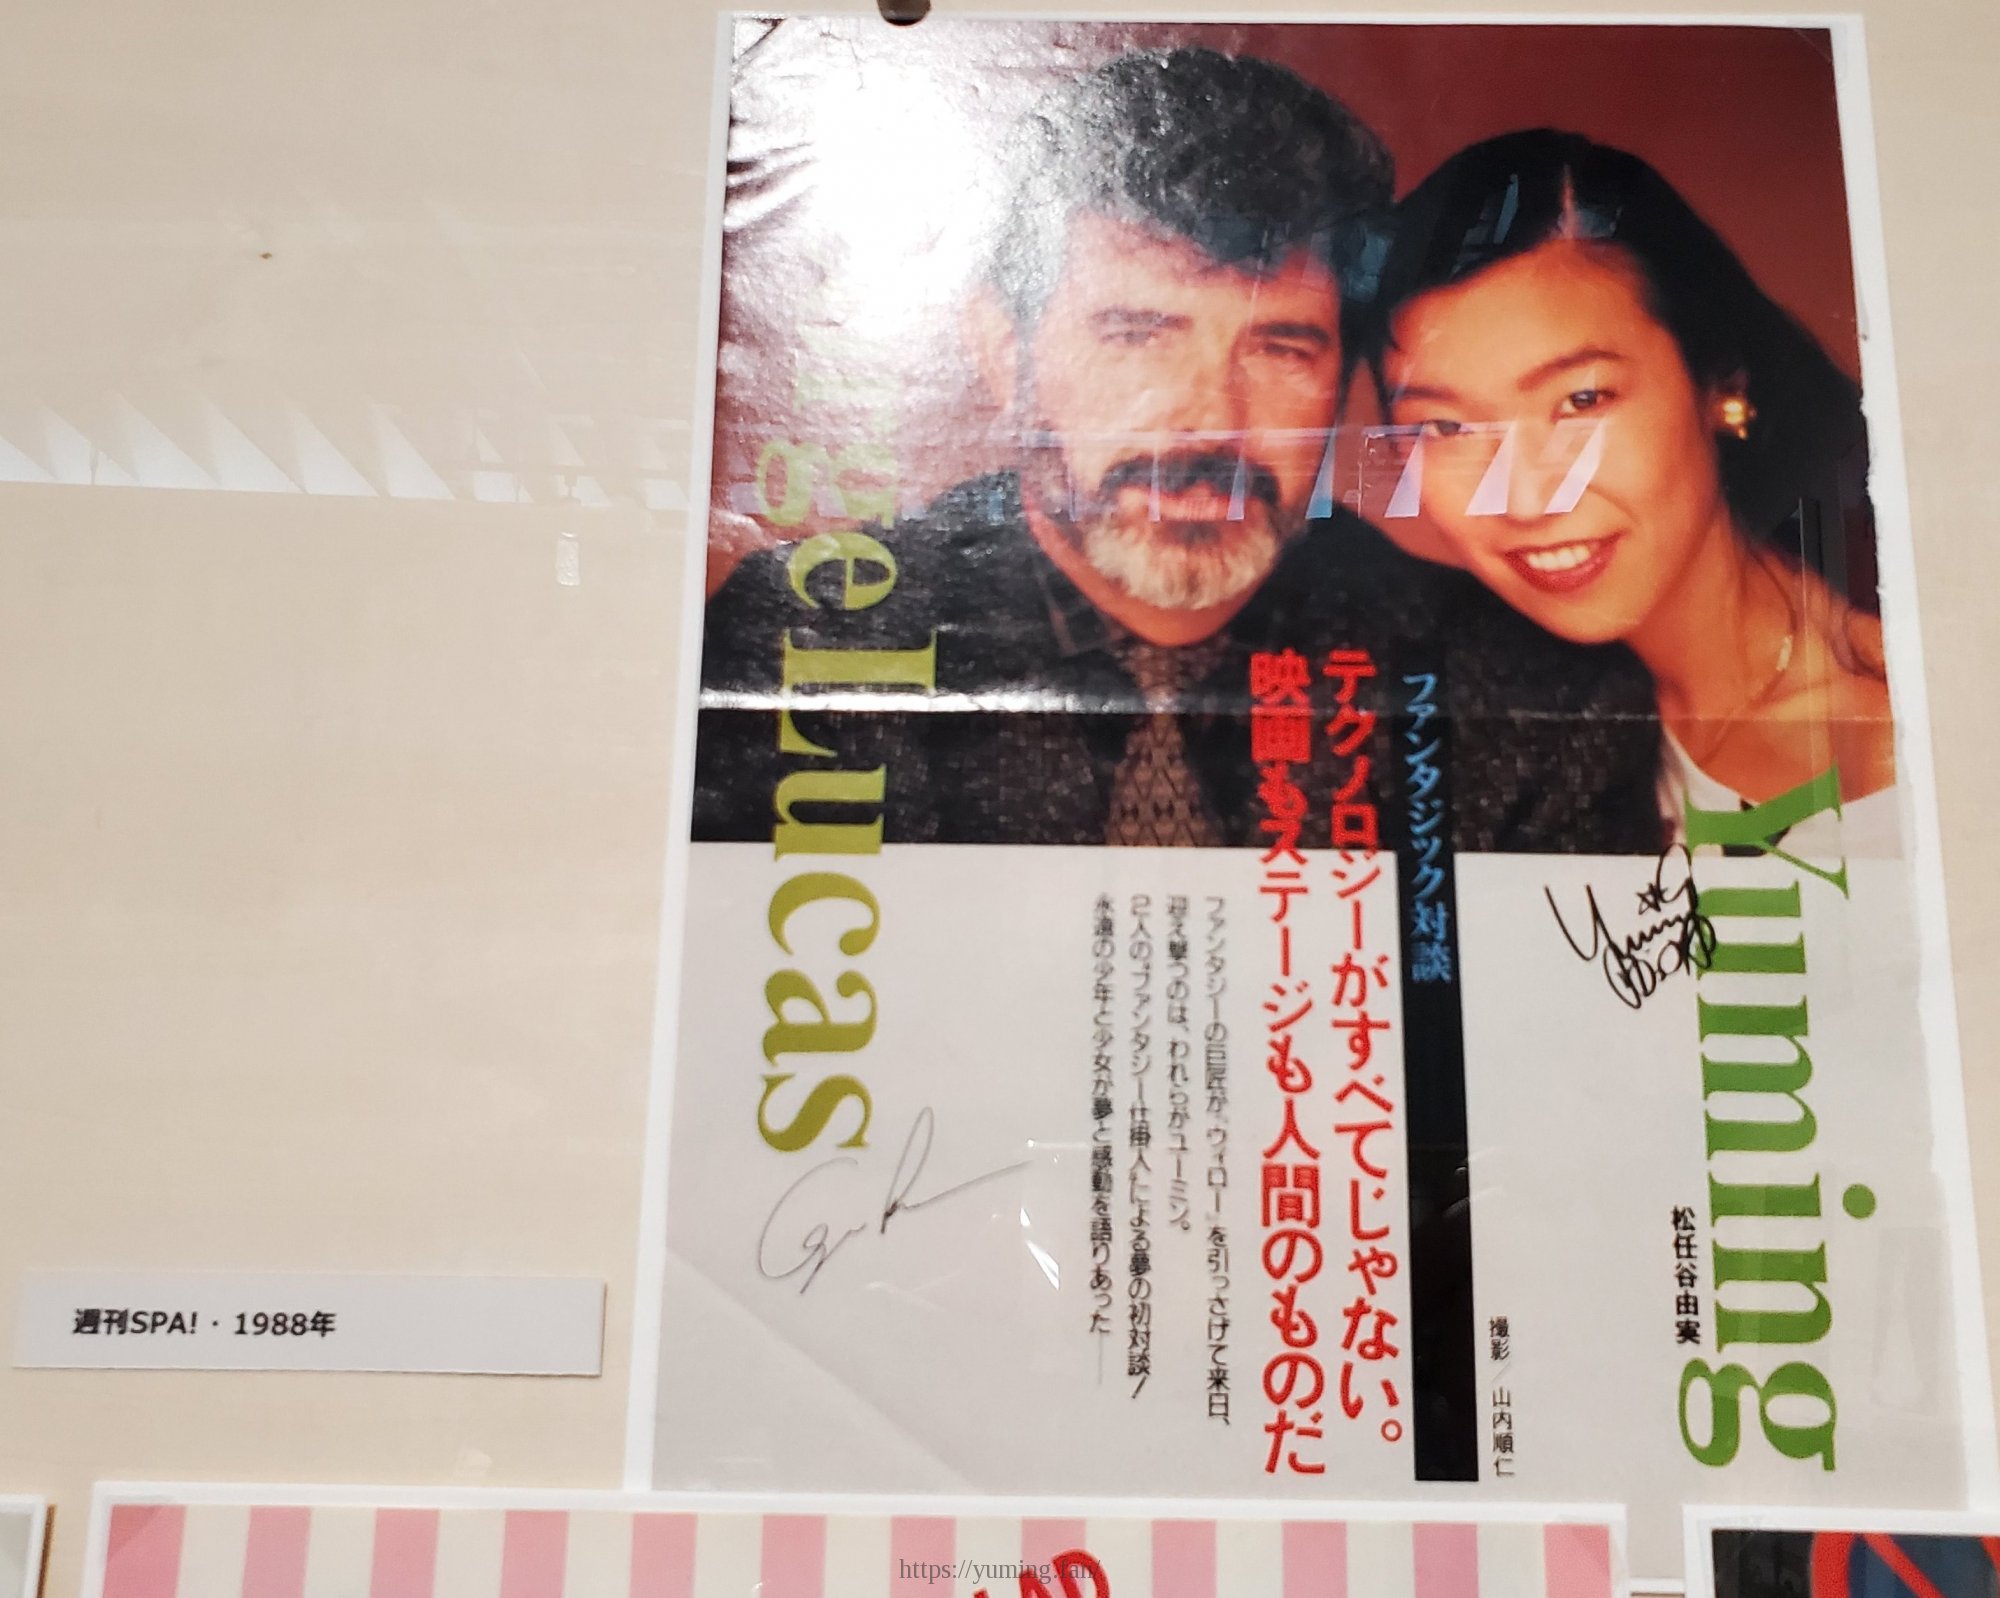 Yuming
松任谷由実
Yuming
撮影／山内順仁
ファンタジック対談
テクノロジーがすべてじゃない。
映画もステージも人間のものだ
ファンタジーの巨匠が『ウィロー』を引っさげて来日、
迎え撃つのは、われらがユーミン。
2人の“ファンタジー仕掛人”による夢の初対談！
永遠の少年と少女が夢と感動を語りあった——
rge Lucas
週刊SPA!・1988年
AD
https://yuming.fan/